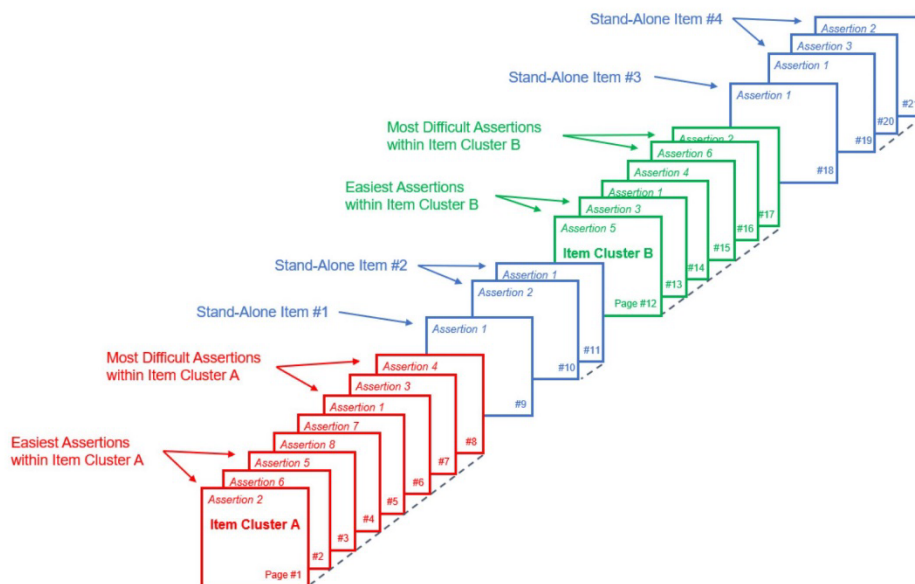 Stand-Alone Item #4
Assertion 2
Assertion 3
Assertion 1
Stand-Alone Item #3
Assertion 1
#21
#20
#19
#18
Most Difficult Assertions
within Item Cluster B
Assertion 2
Assertion 6
Assertion 4
Easiest Assertions
within Item Cluster B
Assertion 1
Assertion 3
Assertion 5
Item Cluster B
#17
#16
#15
#14
#13
Page #12
Stand-Alone Item #2
Assertion 1
Assertion 2
Stand-Alone Item #1
Assertion 1
#11
#10
#9
Most Difficult Assertions
within Item Cluster A
Assertion 4
Assertion 3
Assertion 1
Assertion 7
Easiest Assertions
within Item Cluster A
Assertion 8
Assertion 5
Assertion 6
Assertion 2
Item Cluster A
#8
#7
#6
#5
#4
#3
#2
Page #1